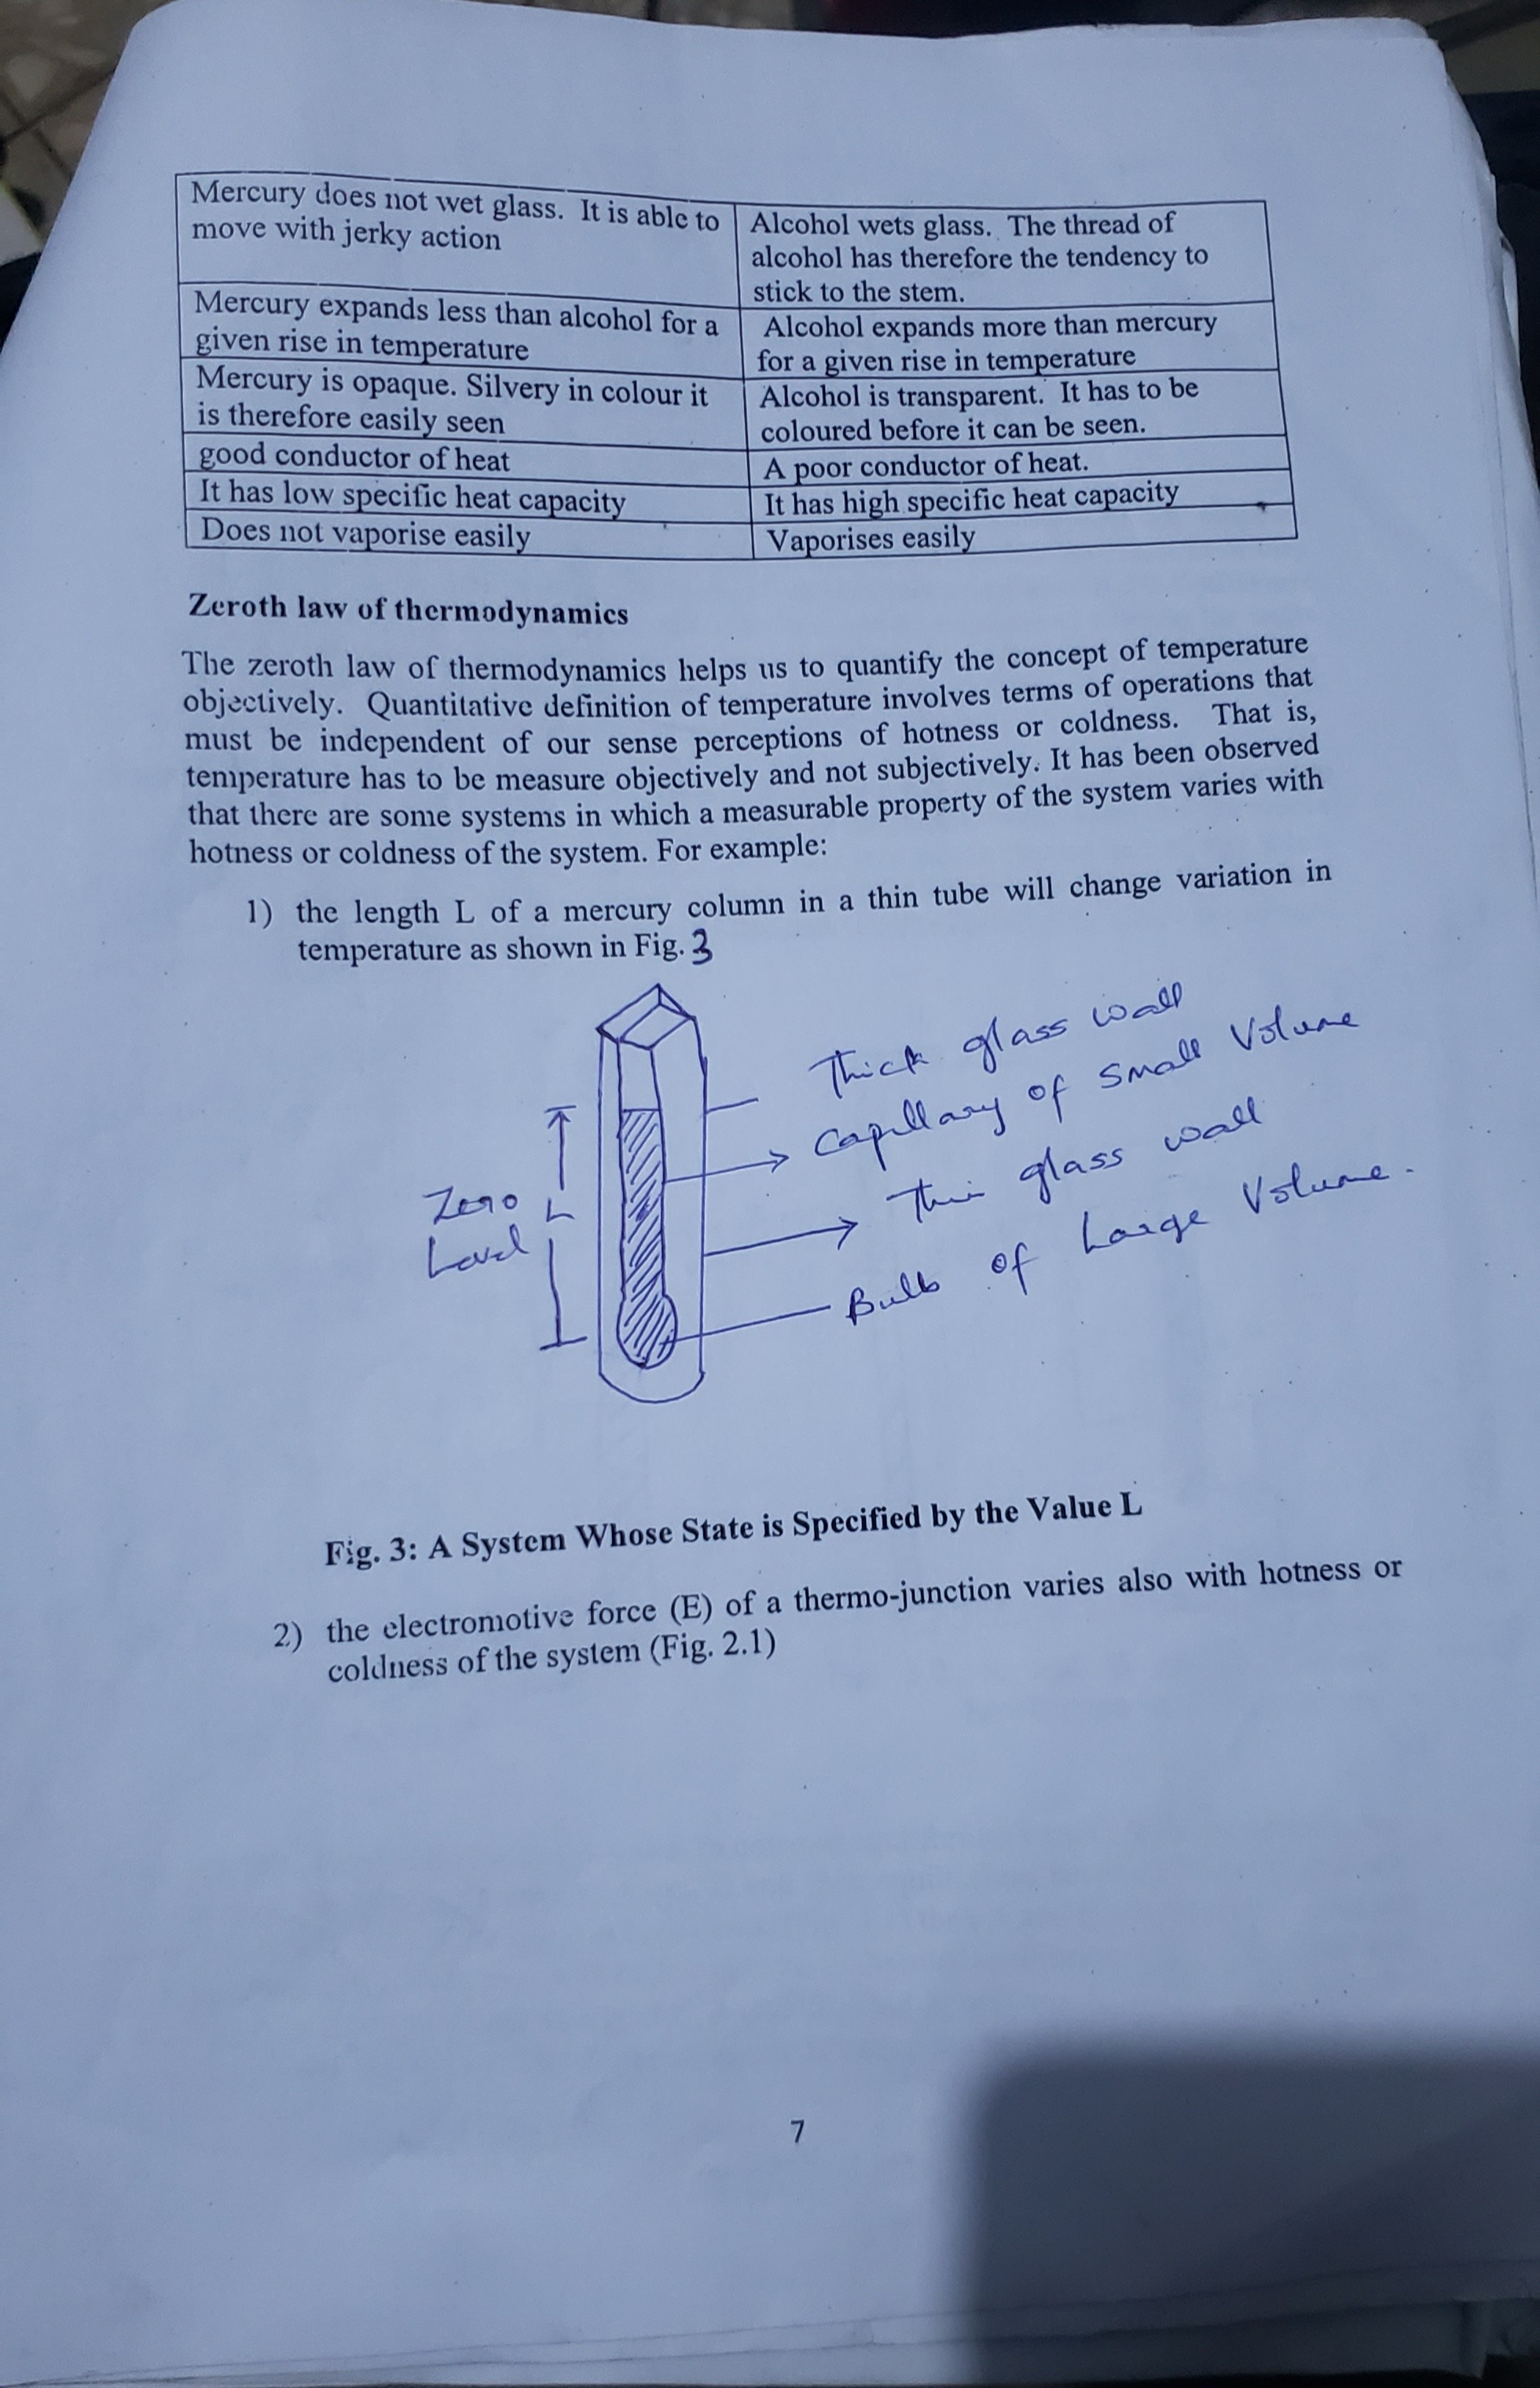 Mercury does not wet glass. It is able to
move with jerky action
Alcohol wets glass. The thread of
alcohol has therefore the tendency to
stick to the stem.
Mercury expands less than alcohol for a
given rise in temperature
Alcohol expands more than mercury
for a given rise in temperature
Mercury is opaque. Silvery in colour it
is therefore easily seen
Alcohol is transparent. It has to be
coloured before it can be seen.
good conductor of heat
A poor conductor of heat.
It has low specific heat capacity
It has high specific heat capacity
Does not vaporise easily
Vaporises easily
Zeroth law of thermodynamics
The zeroth law of thermodynamics helps us to quantify the concept of temperature
objectively. Quantitative definition of temperature involves terms of operations that
must be independent of our sense perceptions of hotness or coldness. That is,
temperature has to be measure objectively and not subjectively. It has been observed
that there are some systems in which a measurable property of the system varies with
hotness or coldness of the system. For example:
1) the length L of a mercury column in a thin tube will change variation in
temperature as shown in Fig. 3
Thick glass wall
Capillary of Small Volume
Thin glass wall
Bulb of Large Volume.
Zero
Level
L
Fig. 3: A System Whose State is Specified by the Value L
2) the electromotive force (E) of a thermo-junction varies also with hotness or
coldness of the system (Fig. 2.1)
7